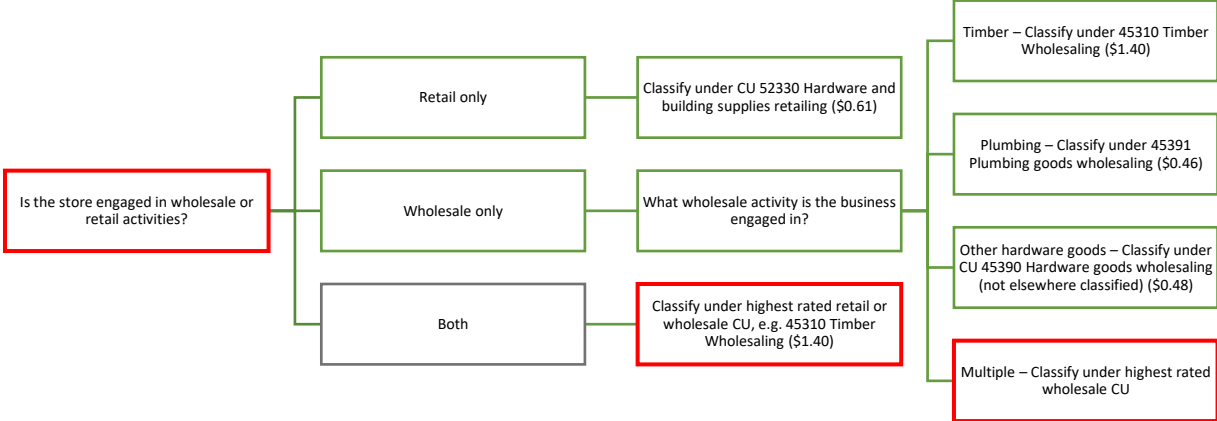 Is the store engaged in wholesale or
retail activities?
Retail only
Classify under CU 52330 Hardware and
building supplies retailing ($0.61)
Wholesale only
What wholesale activity is the business
engaged in?
Timber – Classify under 45310 Timber
Wholesaling ($1.40)
Plumbing – Classify under 45391
Plumbing goods wholesaling ($0.46)
Other hardware goods – Classify under
CU 45390 Hardware goods wholesaling
(not elsewhere classified) ($0.48)
Multiple – Classify under highest rated
wholesale CU
Both
Classify under highest rated retail or
wholesale CU, e.g. 45310 Timber
Wholesaling ($1.40)